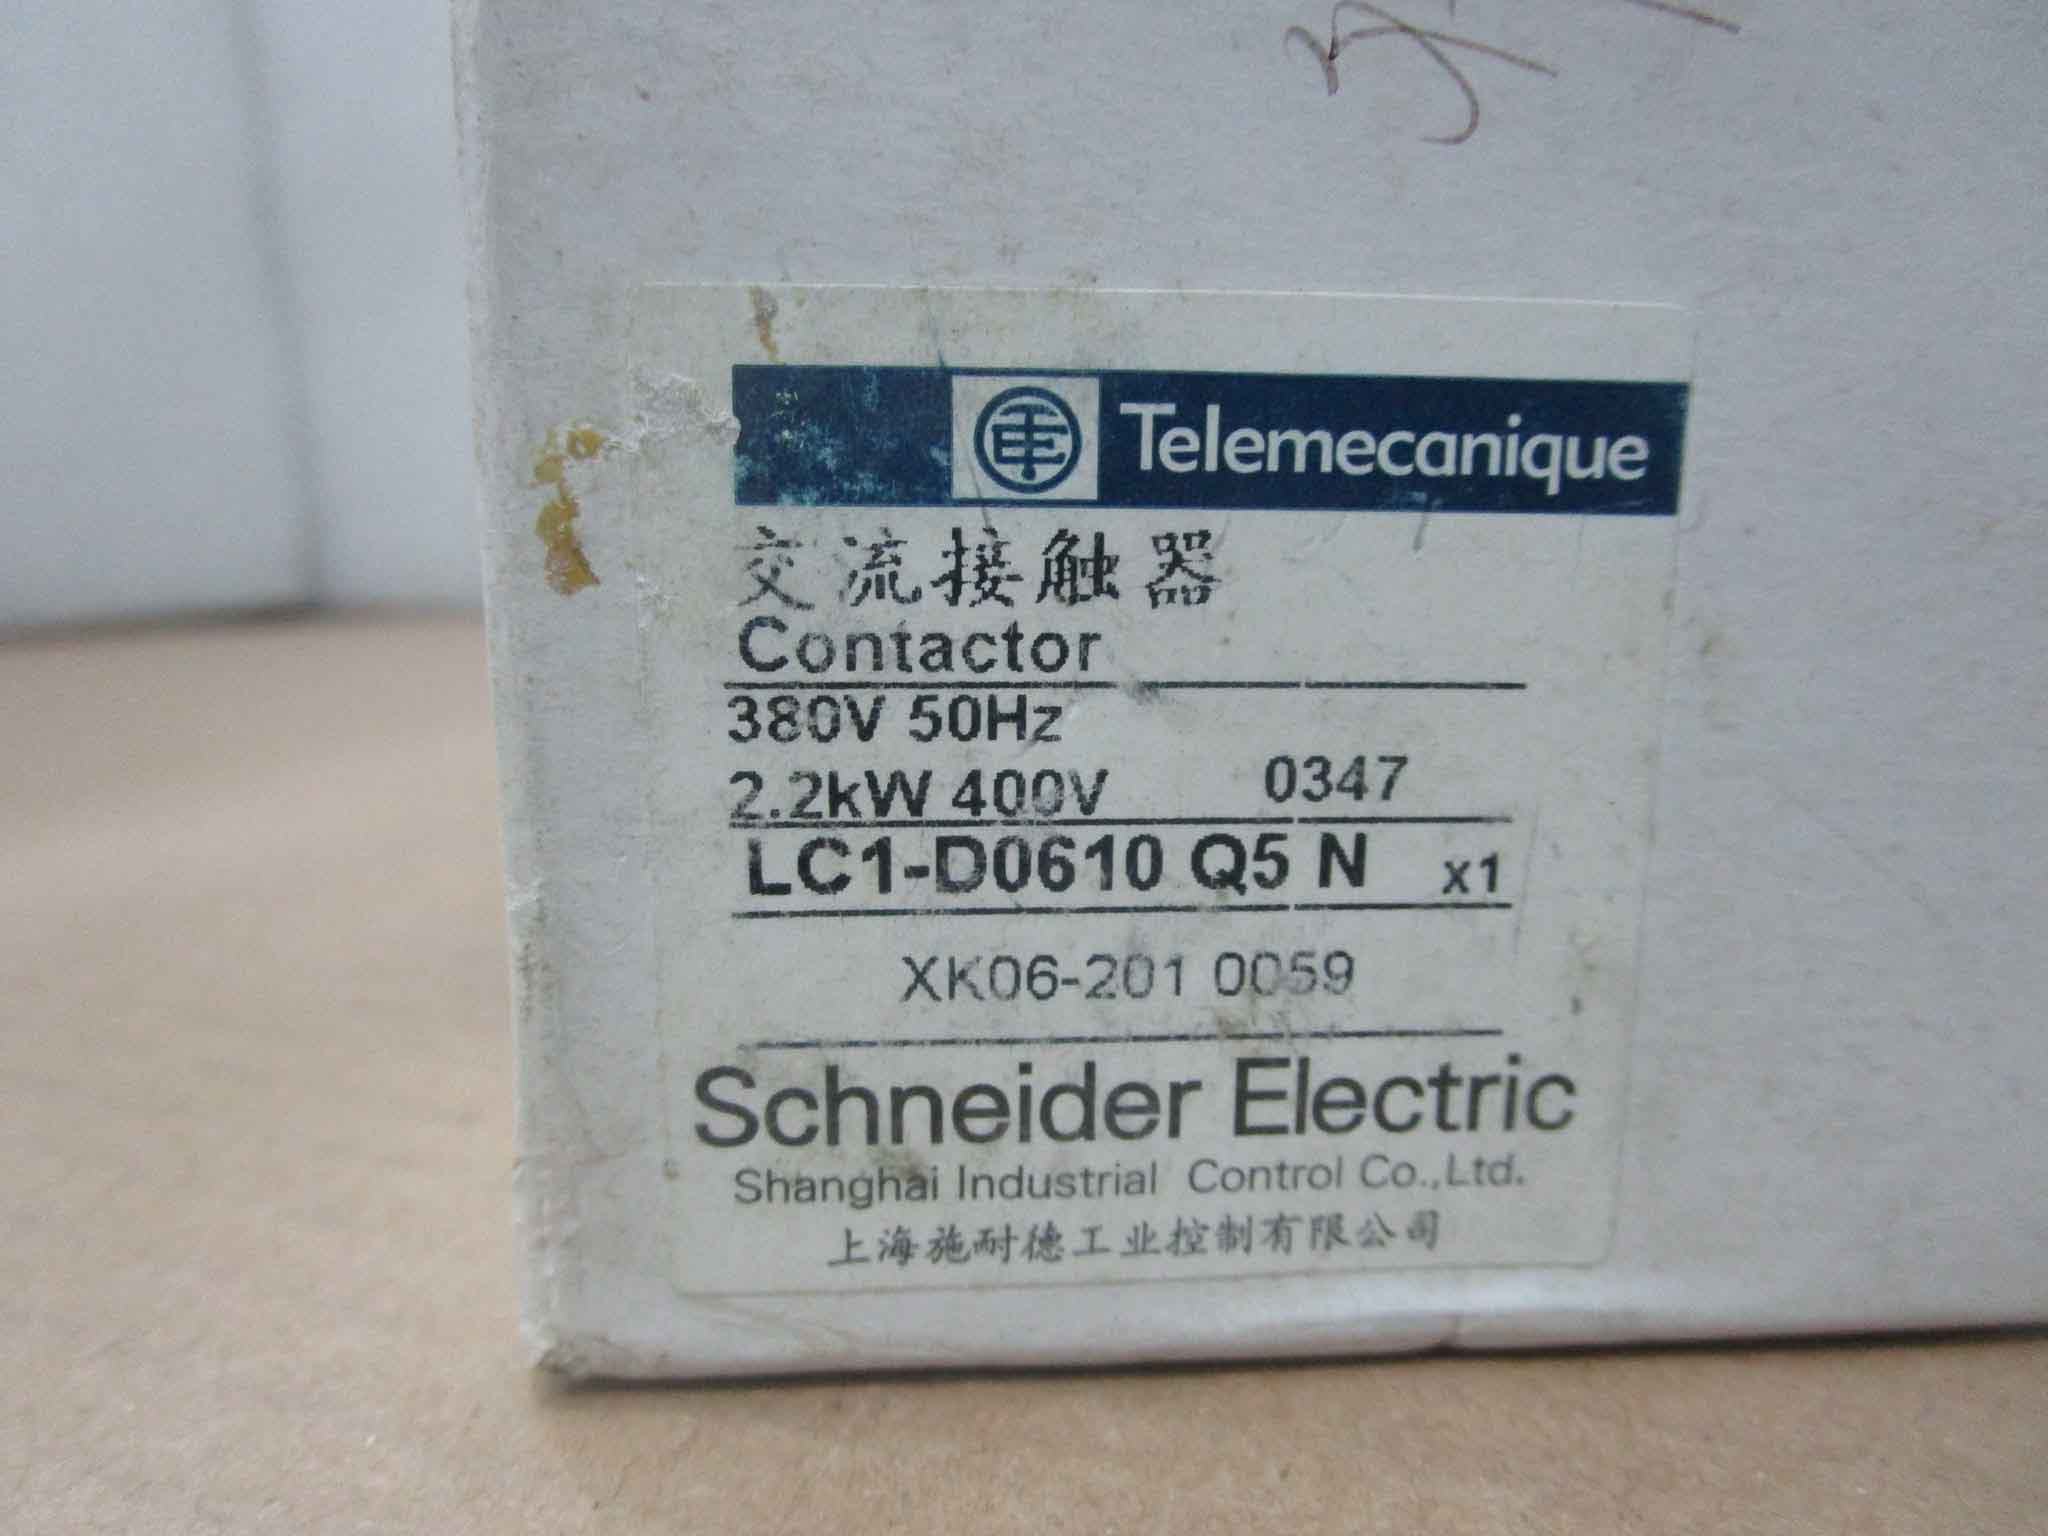 Telemecanique
交流接触器
Contactor
380V 50Hz
2.2kW 400V 0347
LC1-D0610 Q5 N x1
XK06-201 0059
Schneider Electric
Shanghai Industrial Control Co.,Ltd.
上海施耐德工业控制有限公司